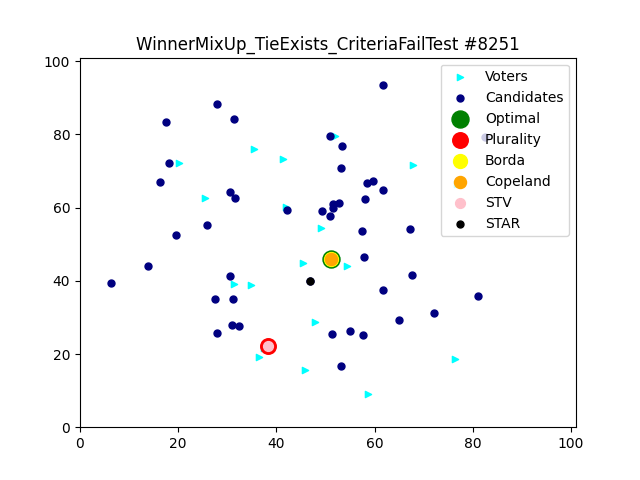 WinnerMixUp_TieExists_CriteriaFailTest #8251
100
80
60
40
20
0
0
20
40
60
80
100
Voters
Candidates
Optimal
Plurality
Borda
Copeland
STV
STAR